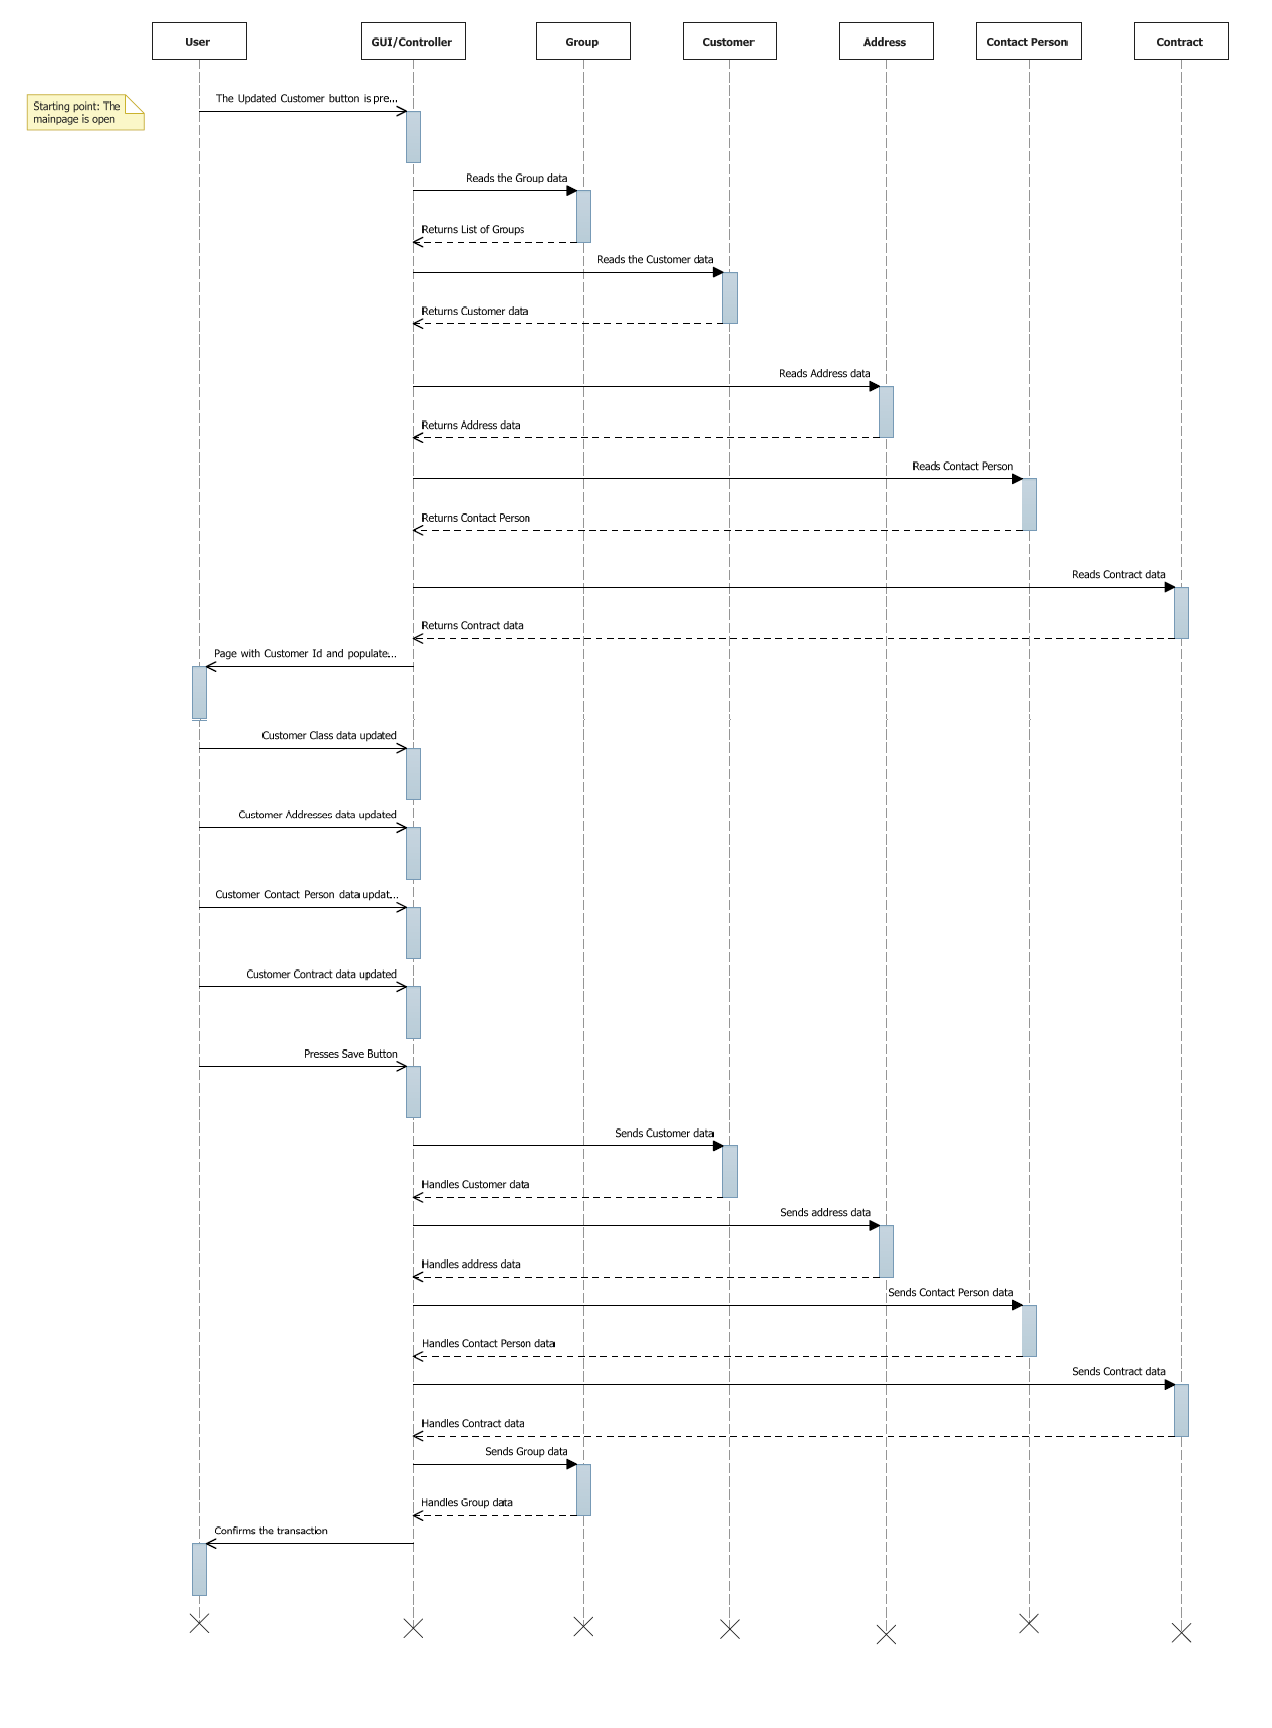 User
GUI/Controller
Group
Customer
Address
Contact Person
Contract
Starting point: The
mainpage is open
The Updated Customer button is pre...
Reads the Group data
Returns List of Groups
Reads the Customer data
Returns Customer data
Reads Address data
Returns Address data
Reads Contact Person
Returns Contact Person
Reads Contract data
Returns Contract data
Page with Customer Id and populate...
Customer Class data updated
Customer Addresses data updated
Customer Contact Person data updat...
Customer Contract data updated
Presses Save Button
Sends Customer data
Handles Customer data
Sends address data
Handles address data
Sends Contact Person data
Handles Contact Person data
Sends Contract data
Handles Contract data
Sends Group data
Handles Group data
Confirms the transaction